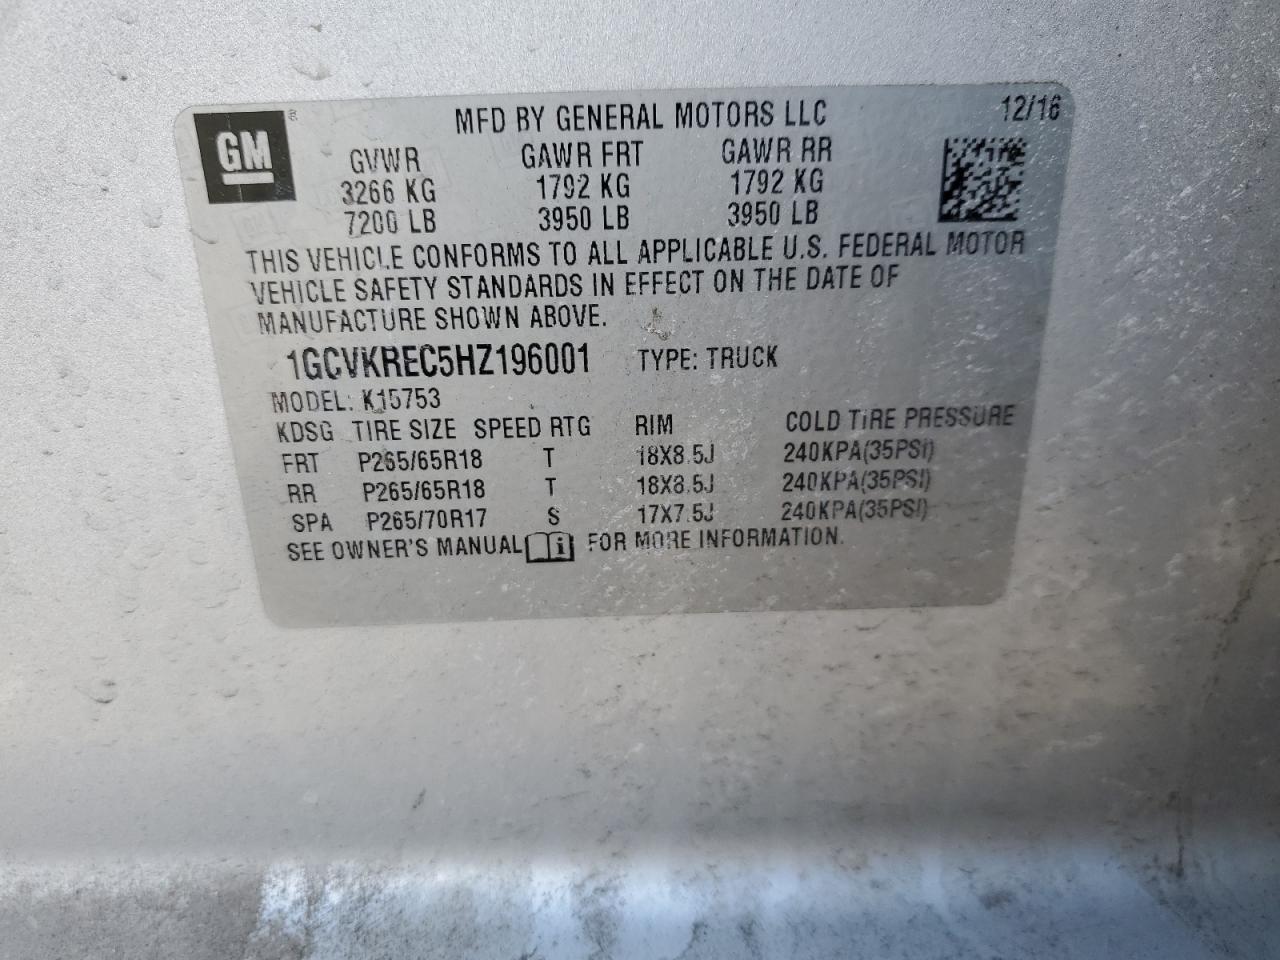 GM ®
MFD BY GENERAL MOTORS LLC 12/16
GVWR GAWR FRT GAWR RR
3266 KG 1792 KG 1792 KG
7200 LB 3950 LB 3950 LB
THIS VEHICLE CONFORMS TO ALL APPLICABLE U.S. FEDERAL MOTOR
VEHICLE SAFETY STANDARDS IN EFFECT ON THE DATE OF
MANUFACTURE SHOWN ABOVE.
1GCVKREC5HZ196001 TYPE: TRUCK
MODEL: K15753
KDSG TIRE SIZE SPEED RTG RIM COLD TIRE PRESSURE
FRT P265/65R18 T 18X8.5J 240KPA(35PSI)
RR P265/65R18 T 18X8.5J 240KPA(35PSI)
SPA P265/70R17 S 17X7.5J 240KPA(35PSI)
SEE OWNER'S MANUAL i FOR MORE INFORMATION.